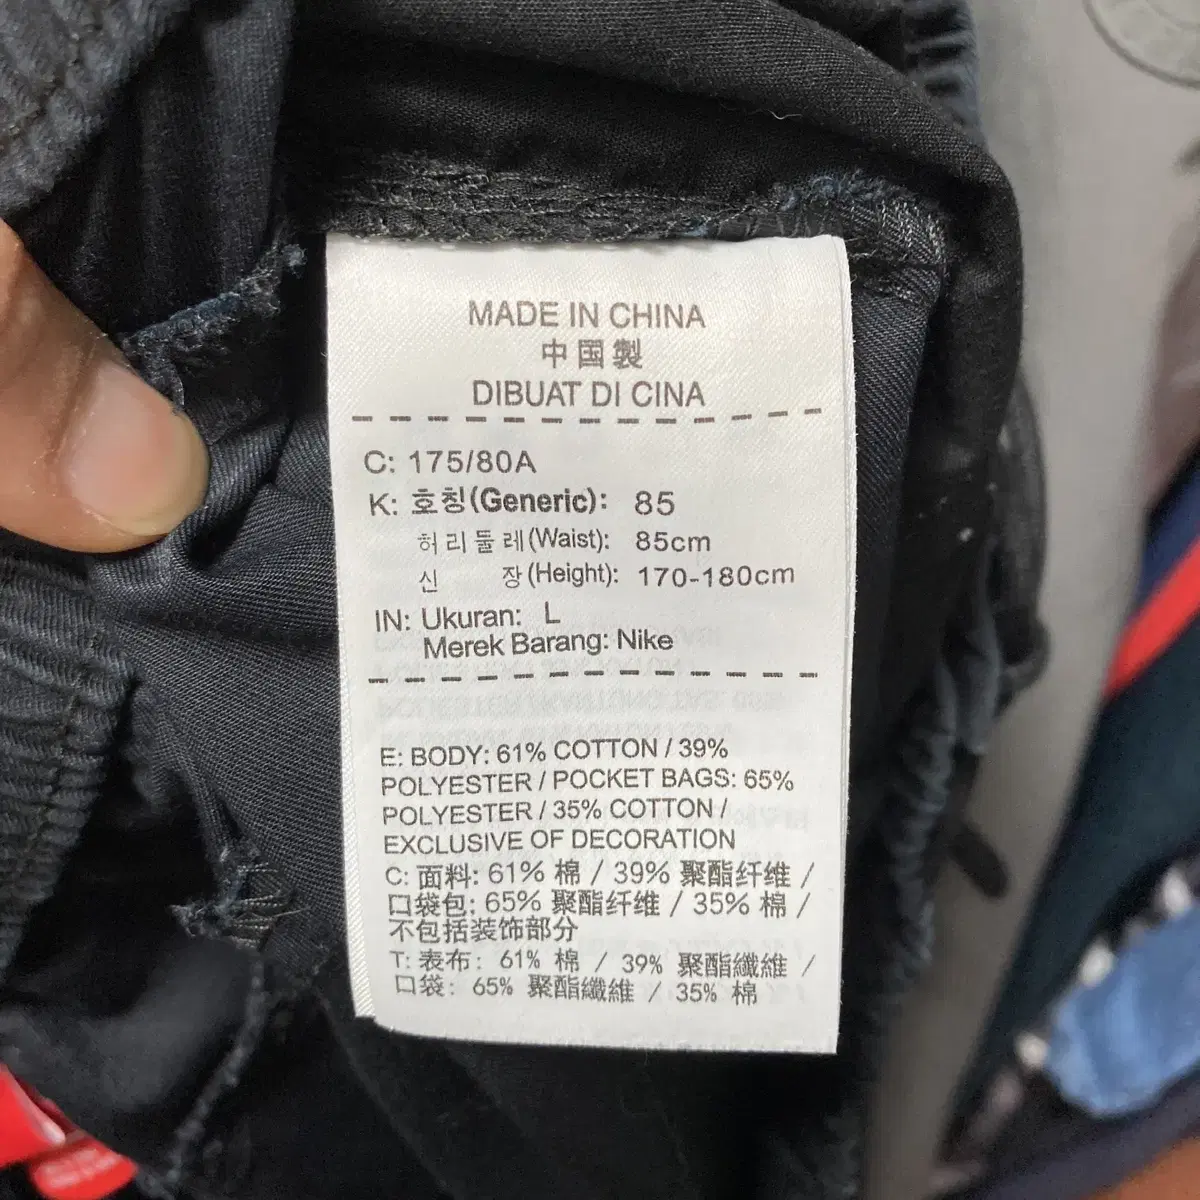 MADE IN CHINA
中国製
DIBUAT DI CINA
C: 175/80A
K: 호칭(Generic): 85
허리둘레(Waist): 85cm
신 장(Height): 170-180cm
IN: Ukuran: L
Merek Barang: Nike
E: BODY: 61% COTTON / 39%
POLYESTER / POCKET BAGS: 65%
POLYESTER / 35% COTTON /
EXCLUSIVE OF DECORATION
C: 面料: 61% 棉 / 39% 聚酯纤维 /
口袋包: 65% 聚酯纤维 / 35% 棉 /
不包括装饰部分
T: 表布: 61% 棉 / 39% 聚酯纖維 /
口袋: 65% 聚酯纖維 / 35% 棉